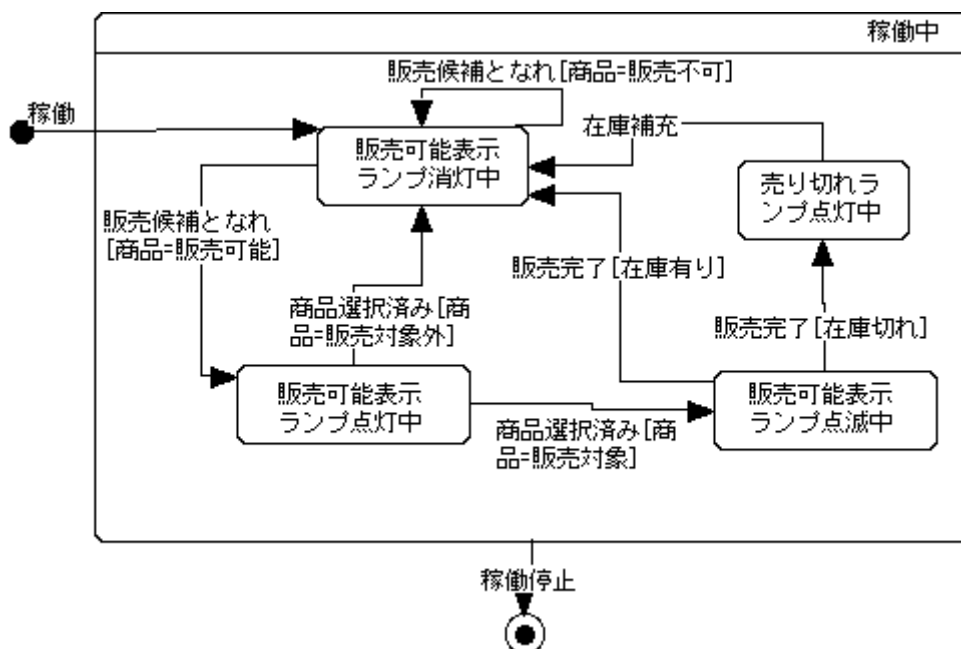 稼働中
販売候補となれ[商品=販売不可]
稼働
在庫補充
販売可能表示
ランプ消灯中
売り切れラ
ンプ点灯中
販売候補となれ
[商品=販売可能]
販売完了[在庫有り]
商品選択済み[商
品=販売対象外]
販売完了[在庫切れ]
販売可能表示
ランプ点灯中
販売可能表示
ランプ点滅中
商品選択済み[商
品=販売対象]
稼働停止